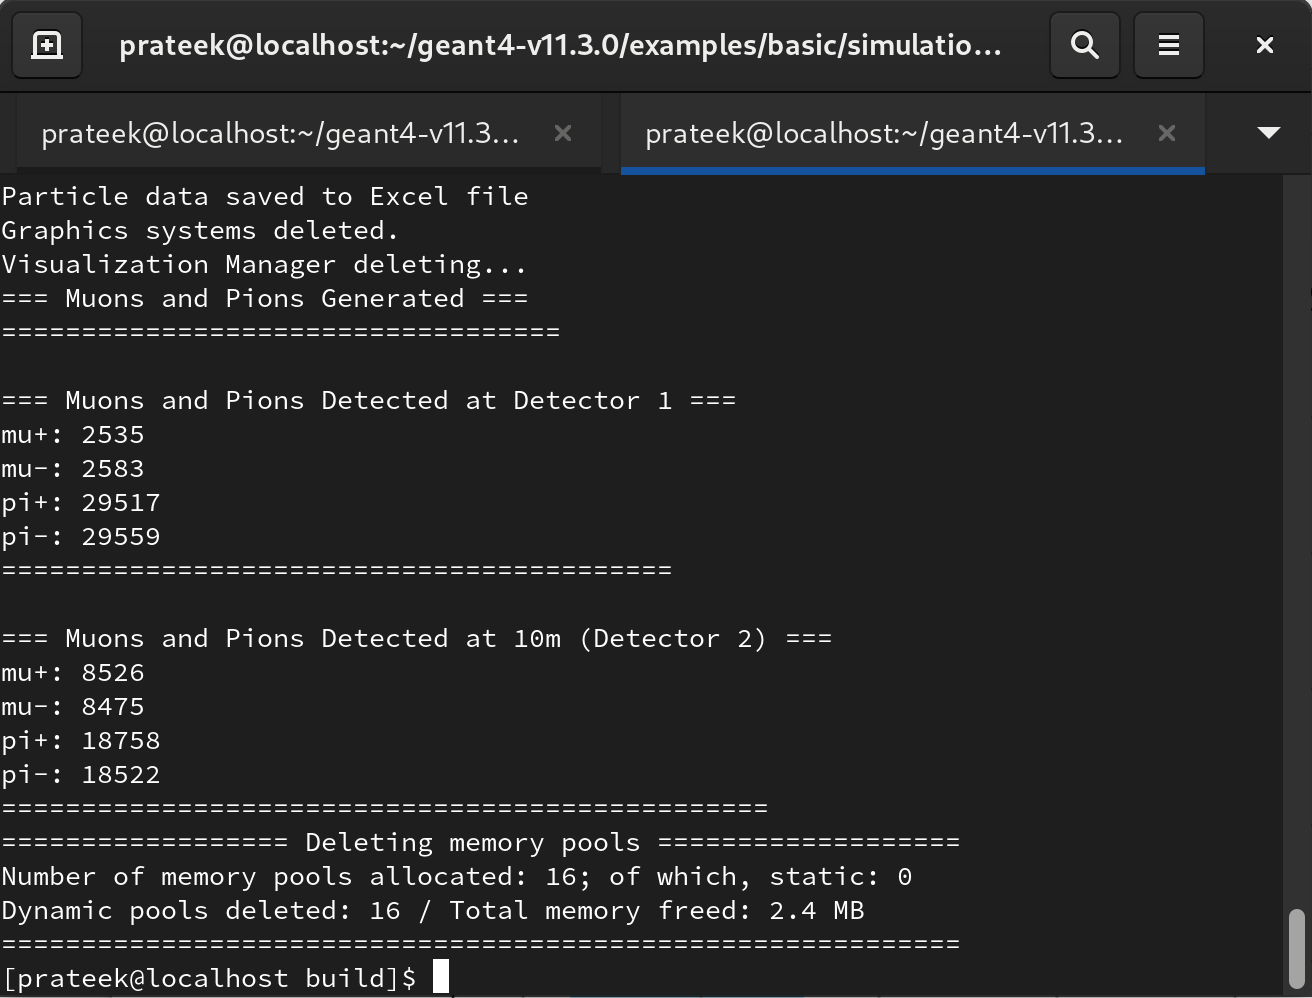 prateek@localhost:~/geant4-v11.3.0/examples/basic/simulatio...
prateek@localhost:~/geant4-v11.3... prateek@localhost:~/geant4-v11.3...
Particle data saved to Excel file
Graphics systems deleted.
Visualization Manager deleting...
=== Muons and Pions Generated ===
===================================

=== Muons and Pions Detected at Detector 1 ===
mu+: 2535
mu-: 2583
pi+: 29517
pi-: 29559
==========================================

=== Muons and Pions Detected at 10m (Detector 2) ===
mu+: 8526
mu-: 8475
pi+: 18758
pi-: 18522
================================================
================== Deleting memory pools ===================
Number of memory pools allocated: 16; of which, static: 0
Dynamic pools deleted: 16 / Total memory freed: 2.4 MB
============================================================
[prateek@localhost build]$